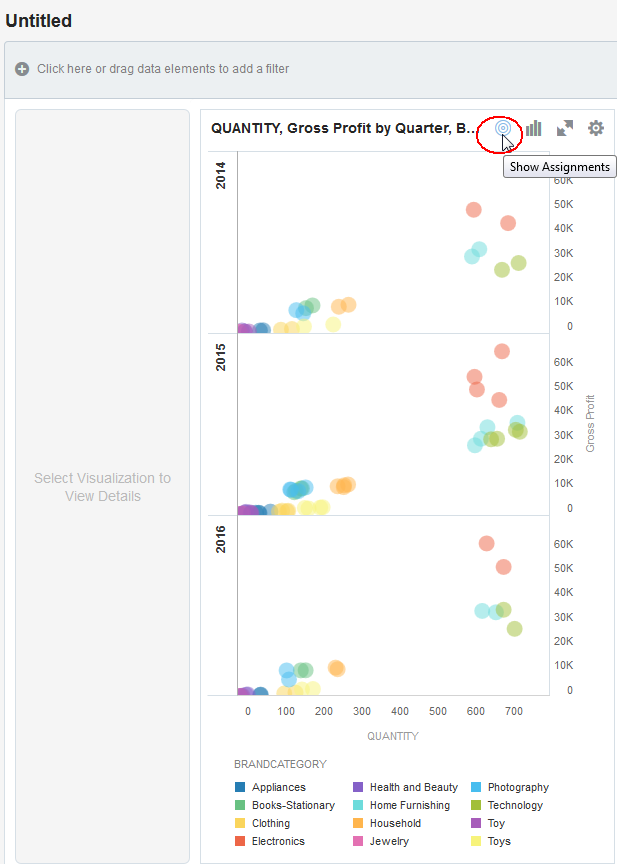 Untitled
Click here or drag data elements to add a filter
Select Visualization to
View Details
QUANTITY, Gross Profit by Quarter, B...
Show Assignments
2014
60K
50K
40K
30K
20K
10K
0
2015
60K
50K
40K
30K
20K
10K
0
Gross Profit
2016
60K
50K
40K
30K
20K
10K
0
0 100 200 300 400 500 600 700
QUANTITY
BRANDCATEGORY
Appliances Health and Beauty Photography
Books-Stationary Home Furnishing Technology
Clothing Household Toy
Electronics Jewelry Toys